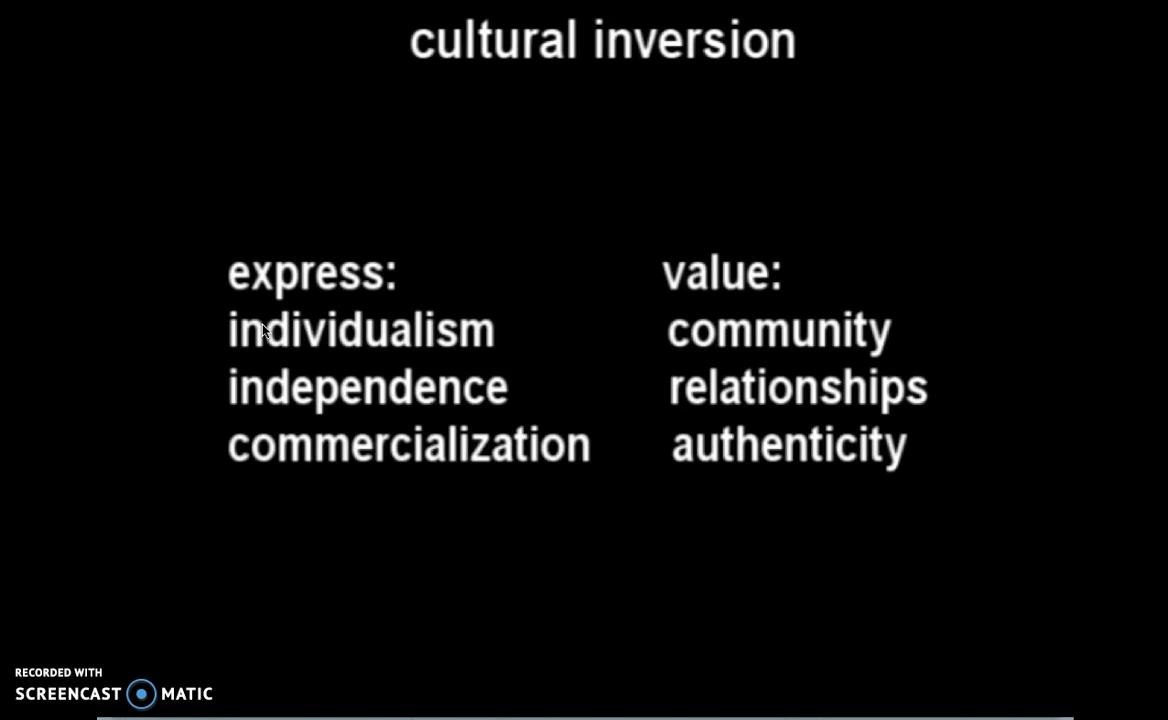 cultural inversion
express: value:
individualism community
independence relationships
commercialization authenticity
RECORDED WITH
SCREENCAST MATIC